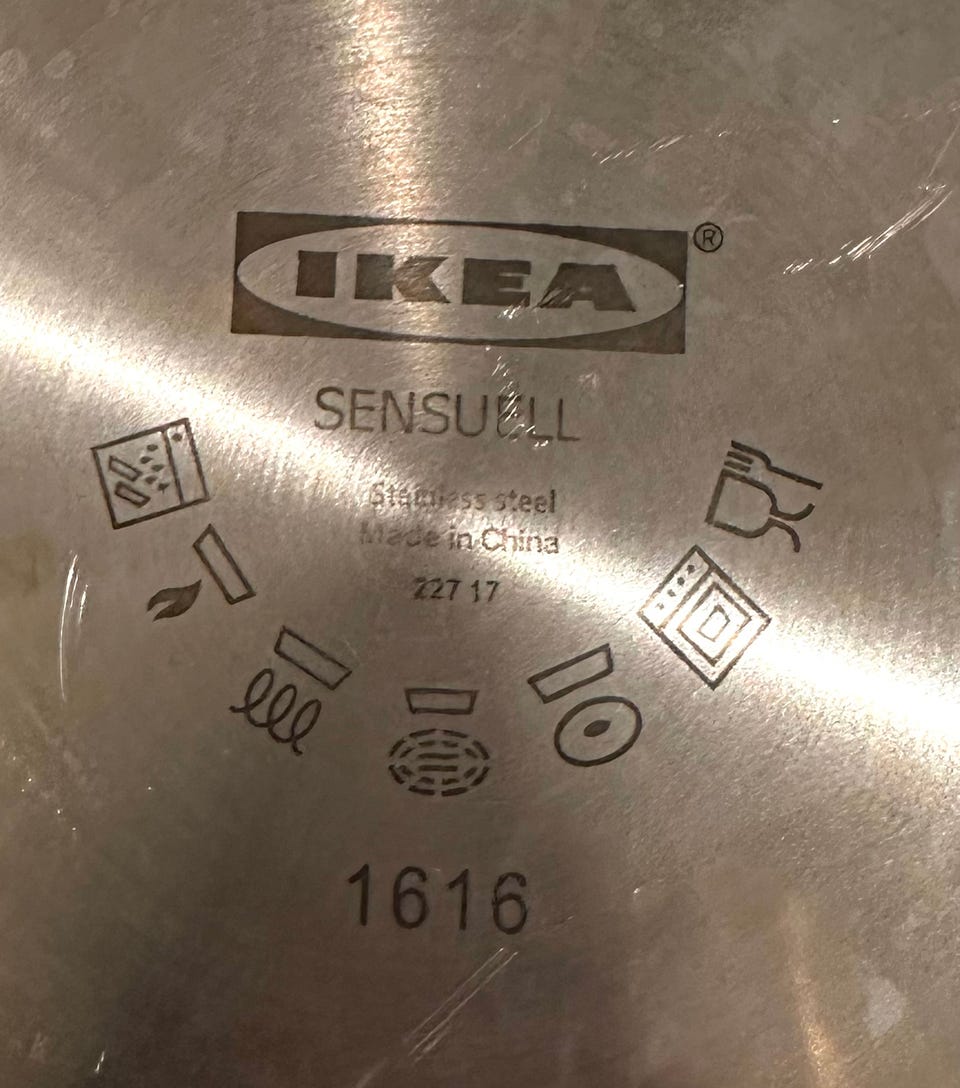 IKEA®
SENSUELL
Stainless steel
Made in China
227 17
1616